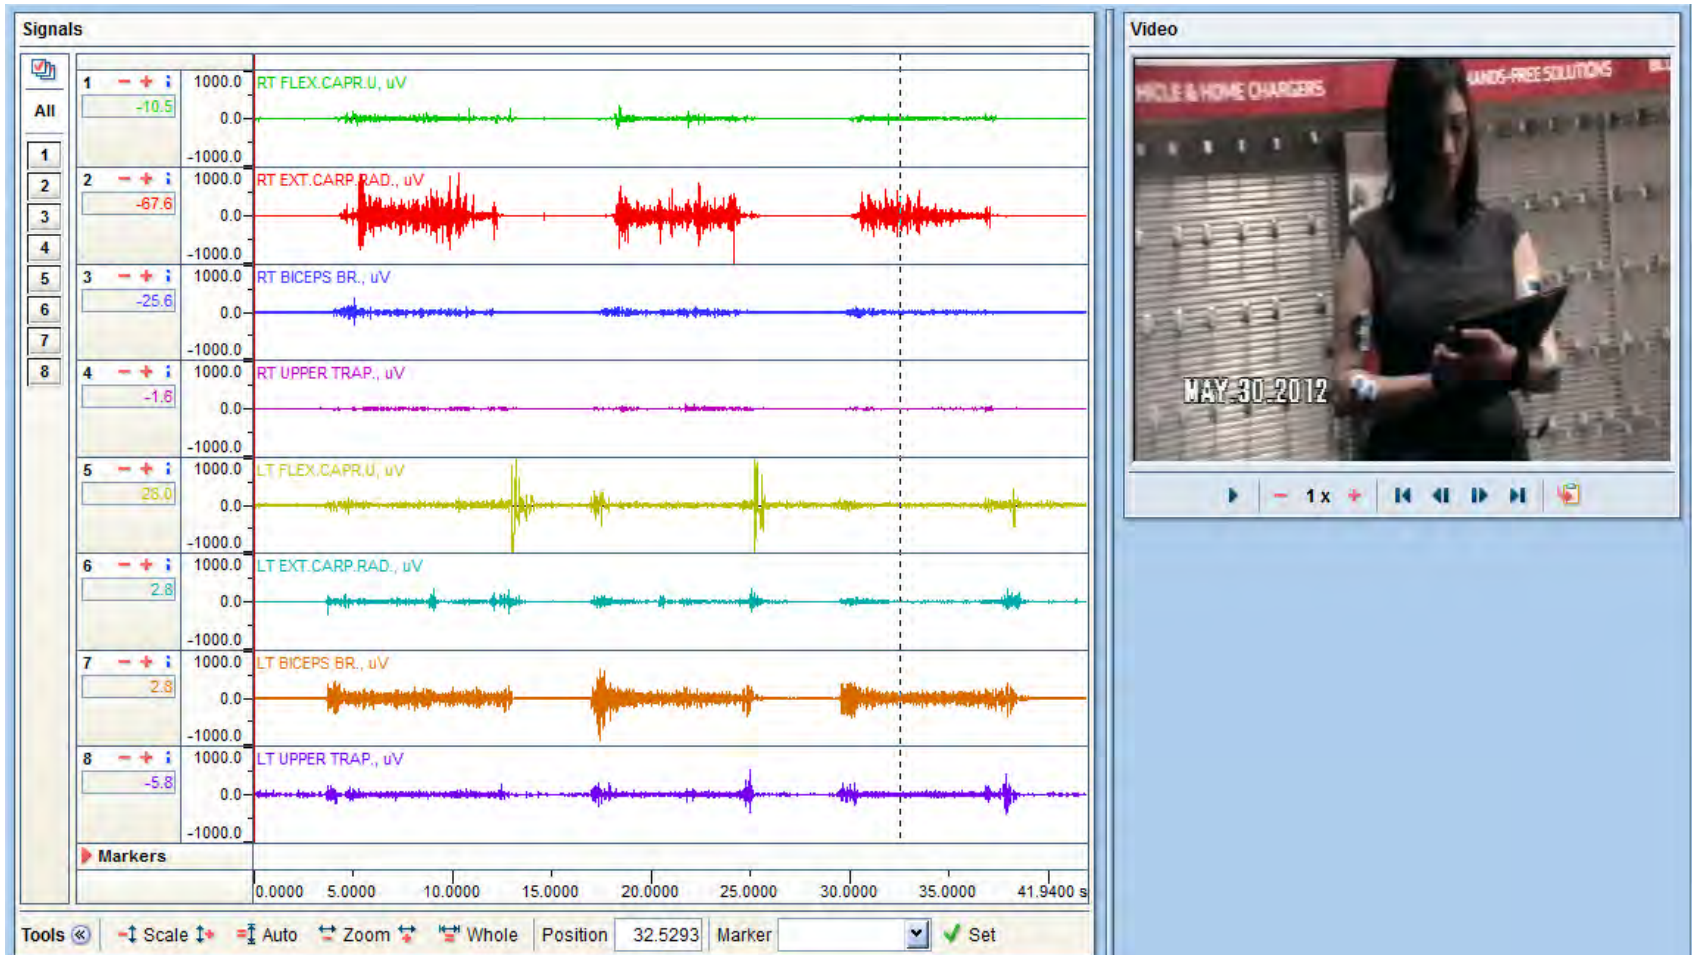 Signals
All
1
2
3
4
5
6
7
8
1 − + i 1000.0 RT FLEX.CAPR.U, uV
-10.5
0.0
-1000.0
2 − + i 1000.0 RT EXT.CARP.RAD., uV
-67.6
0.0
-1000.0
3 − + i 1000.0 RT BICEPS BR., uV
-25.6
0.0
-1000.0
4 − + i 1000.0 RT UPPER TRAP., uV
-1.6
0.0
-1000.0
5 − + i 1000.0 LT FLEX.CAPR.U, uV
28.0
0.0
-1000.0
6 − + i 1000.0 LT EXT.CARP.RAD., uV
2.8
0.0
-1000.0
7 − + i 1000.0 LT BICEPS BR., uV
2.8
0.0
-1000.0
8 − + i 1000.0 LT UPPER TRAP., uV
-5.8
0.0
-1000.0
Markers
0.0000 5.0000 10.0000 15.0000 20.0000 25.0000 30.0000 35.0000 41.9400 s
Tools Scale Auto Zoom Whole Position 32.5293 Marker Set
Video
& HOME CHARGERS
HANDS-FREE SOLUTIONS
MAY.30.2012
− 1 x +